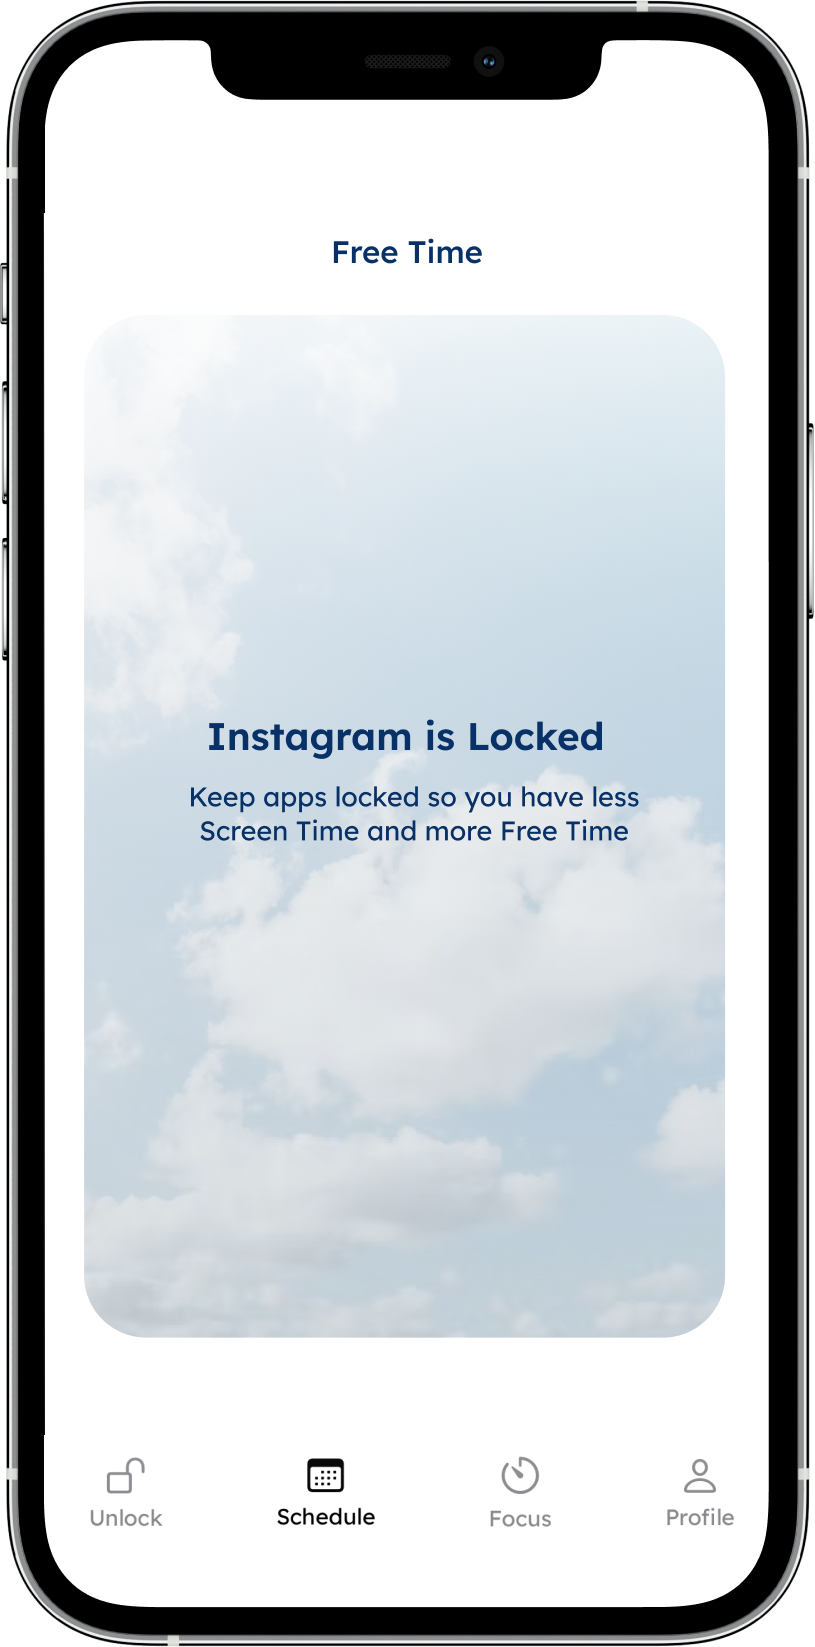 Free Time
Instagram is Locked
Keep apps locked so you have less
Screen Time and more Free Time
Unlock
Schedule
Focus
Profile